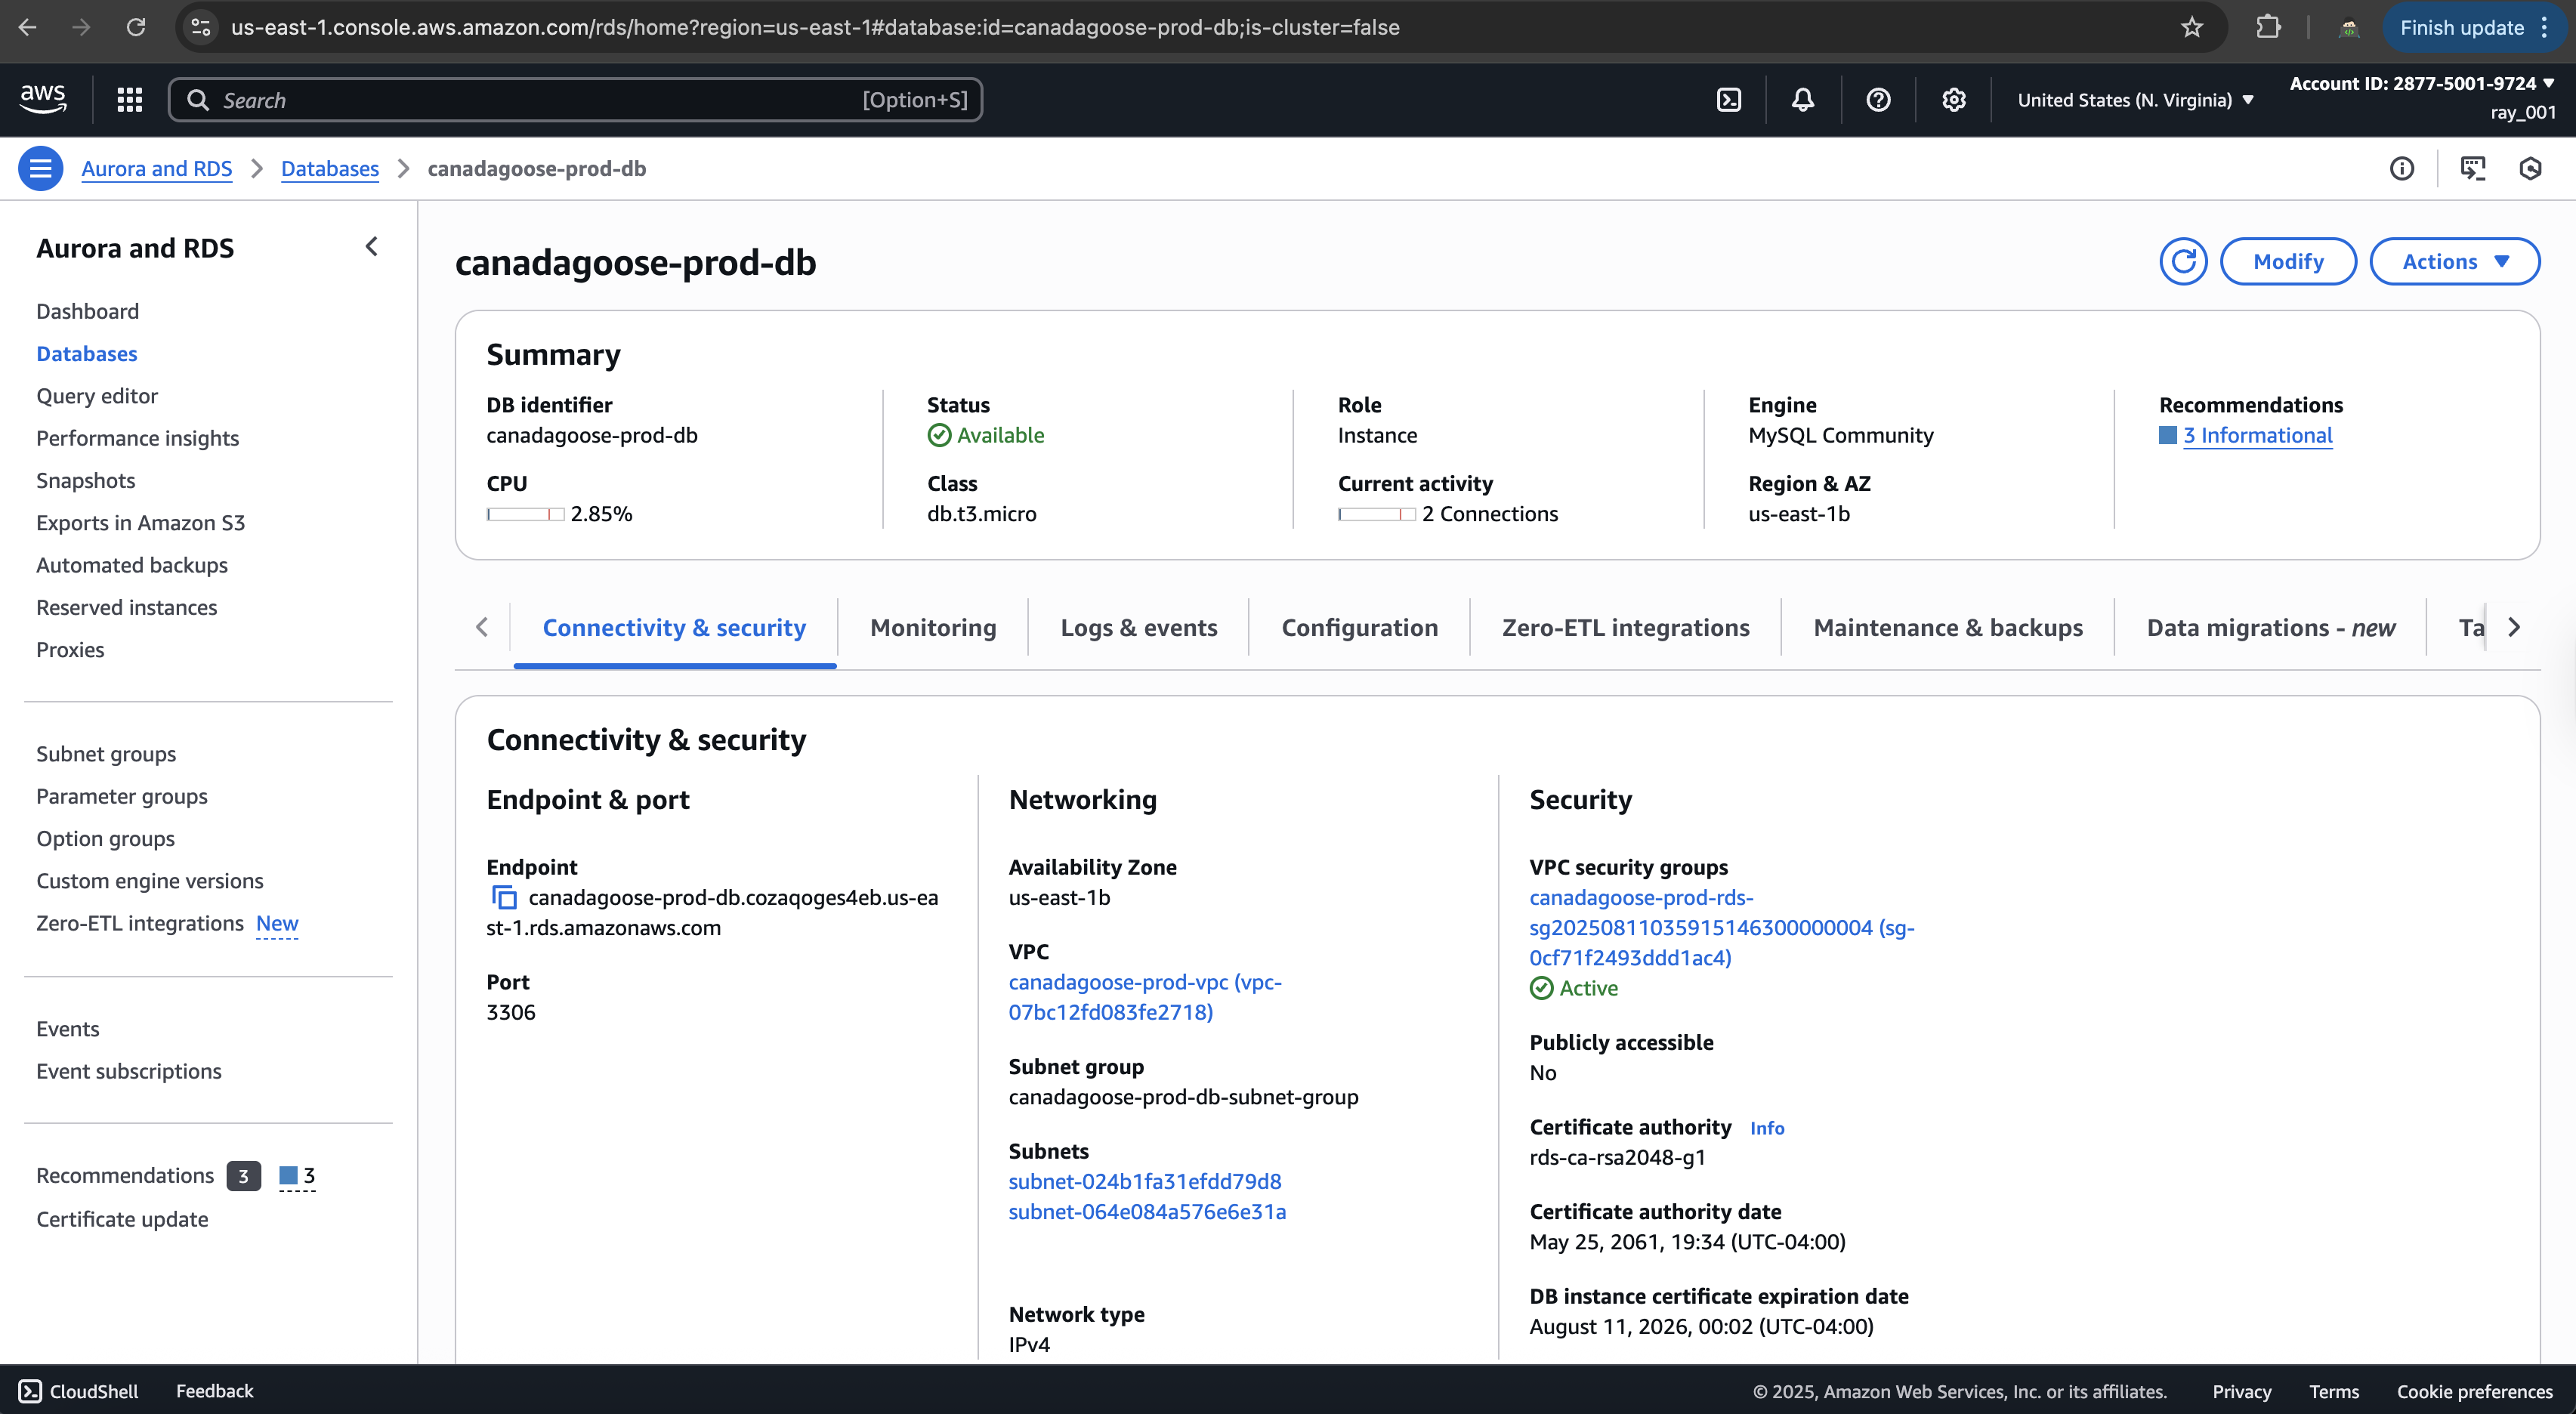 us-east-1.console.aws.amazon.com/rds/home?region=us-east-1#database:id=canadagoose-prod-db;is-cluster=false
Finish update
aws
Search
[Option+S]
United States (N. Virginia)
Account ID: 2877-5001-9724
ray_001
Aurora and RDS
Databases
canadagoose-prod-db
Aurora and RDS
Dashboard
Databases
Query editor
Performance insights
Snapshots
Exports in Amazon S3
Automated backups
Reserved instances
Proxies
Subnet groups
Parameter groups
Option groups
Custom engine versions
Zero-ETL integrations New
Events
Event subscriptions
Recommendations 3 3
Certificate update
canadagoose-prod-db
Modify
Actions
Summary
DB identifier
canadagoose-prod-db
CPU
2.85%
Status
Available
Class
db.t3.micro
Role
Instance
Current activity
2 Connections
Engine
MySQL Community
Region & AZ
us-east-1b
Recommendations
3 Informational
Connectivity & security
Monitoring
Logs & events
Configuration
Zero-ETL integrations
Maintenance & backups
Data migrations - new
Ta
Connectivity & security
Endpoint & port
Endpoint
canadagoose-prod-db.cozaqoges4eb.us-ea
st-1.rds.amazonaws.com
Port
3306
Networking
Availability Zone
us-east-1b
VPC
canadagoose-prod-vpc (vpc-
07bc12fd083fe2718)
Subnet group
canadagoose-prod-db-subnet-group
Subnets
subnet-024b1fa31efdd79d8
subnet-064e084a576e6e31a
Network type
IPv4
Security
VPC security groups
canadagoose-prod-rds-
sg20250811035915146300000004 (sg-
0cf71f2493ddd1ac4)
Active
Publicly accessible
No
Certificate authority Info
rds-ca-rsa2048-g1
Certificate authority date
May 25, 2061, 19:34 (UTC-04:00)
DB instance certificate expiration date
August 11, 2026, 00:02 (UTC-04:00)
CloudShell
Feedback
© 2025, Amazon Web Services, Inc. or its affiliates.
Privacy
Terms
Cookie preferences